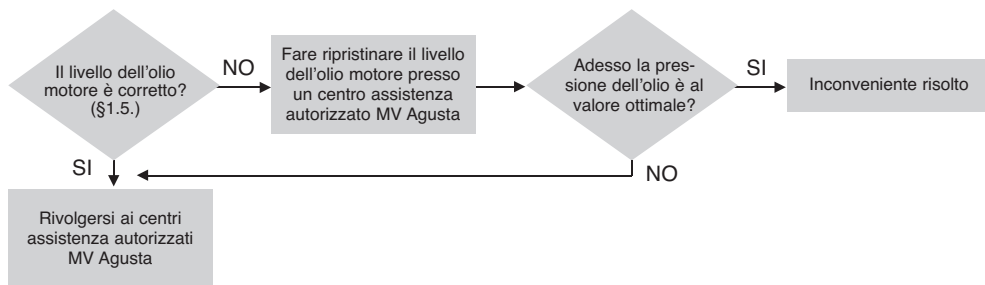 Il livello dell'olio
motore è corretto?
(§1.5.)
NO
Fare ripristinare il livello
dell'olio motore presso
un centro assistenza
autorizzato MV Agusta
Adesso la pres-
sione dell'olio è al
valore ottimale?
SI
Inconveniente risolto
SI
NO
Rivolgersi ai centri
assistenza autorizzati
MV Agusta